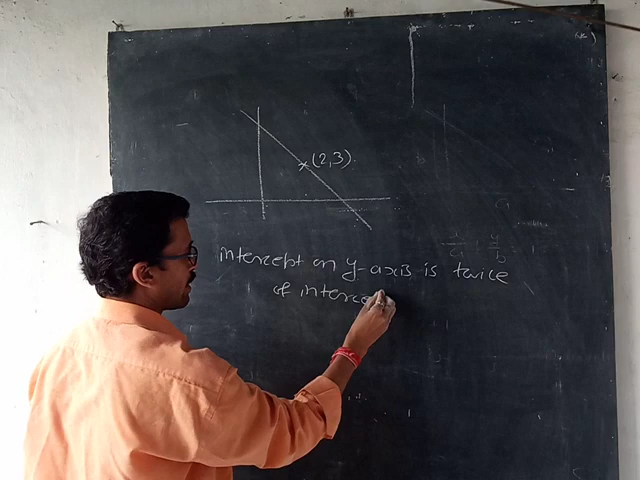 (2,3)
intercept on y-axis is twice
of interce